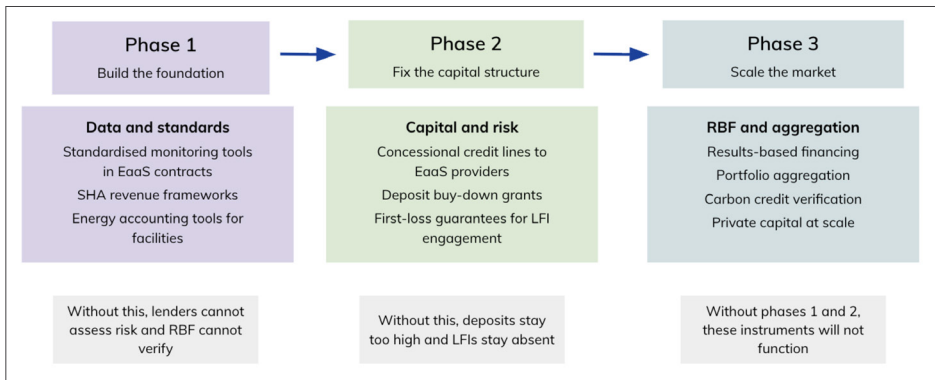 Phase 1
Build the foundation
Phase 2
Fix the capital structure
Phase 3
Scale the market
Data and standards
Standardised monitoring tools
in EaaS contracts
SHA revenue frameworks
Energy accounting tools for
facilities
Capital and risk
Concessional credit lines to
EaaS providers
Deposit buy-down grants
First-loss guarantees for LFI
engagement
RBF and aggregation
Results-based financing
Portfolio aggregation
Carbon credit verification
Private capital at scale
Without this, lenders cannot
assess risk and RBF cannot
verify
Without this, deposits stay
too high and LFIs stay absent
Without phases 1 and 2,
these instruments will not
function